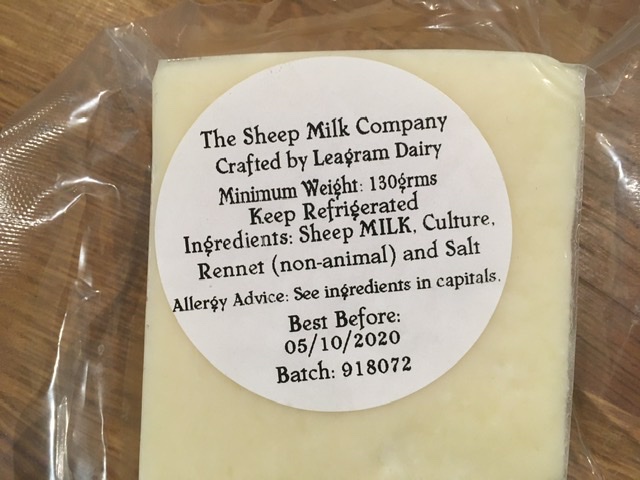 The Sheep Milk Company
Crafted by Leagram Dairy
Minimum Weight: 130grms
Keep Refrigerated
Ingredients: Sheep MILK, Culture,
Rennet (non-animal) and Salt
Allergy Advice: See ingredients in capitals.
Best Before:
05/10/2020
Batch: 918072